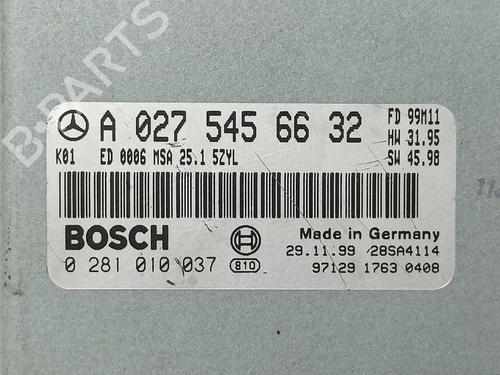 B-PARTS
A 027 545 66 32
FD 99M11
HW 31.95
K01 ED 0006 MSA 25.1 5ZYL
SW 45.98
BOSCH
Made in Germany
29.11.99 28SA4114
0 281 010 037 810
97129 1763 0408